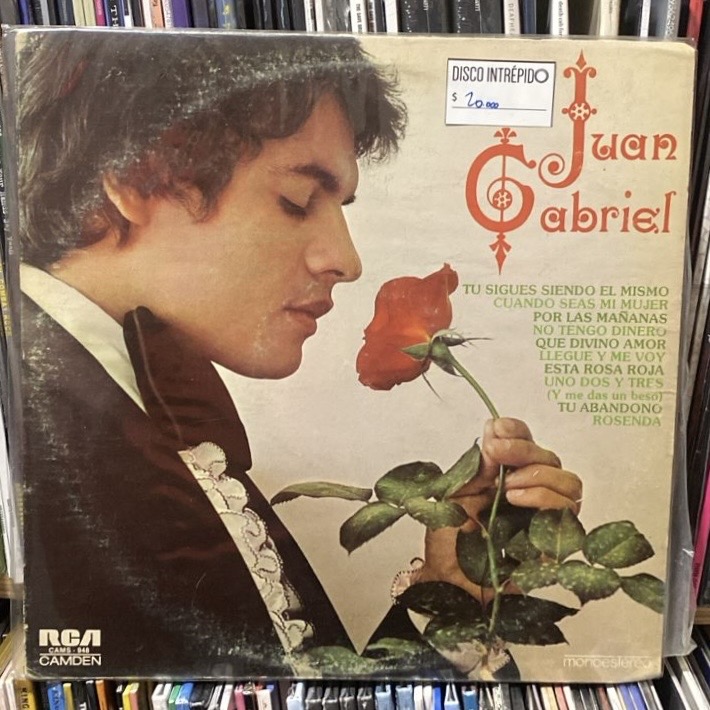 DISCO INTRÉPIDO
$ 20.000
Juan
Gabriel
TU SIGUES SIENDO EL MISMO
CUANDO SEAS MI MUJER
POR LAS MAÑANAS
NO TENGO DINERO
QUE DIVINO AMOR
LLEGUE Y ME VOY
ESTA ROSA ROJA
UNO DOS Y TRES
(Y me das un beso)
TU ABANDONO
ROSENDA
RCA
CAMS - 948
CAMDEN
monoestereo